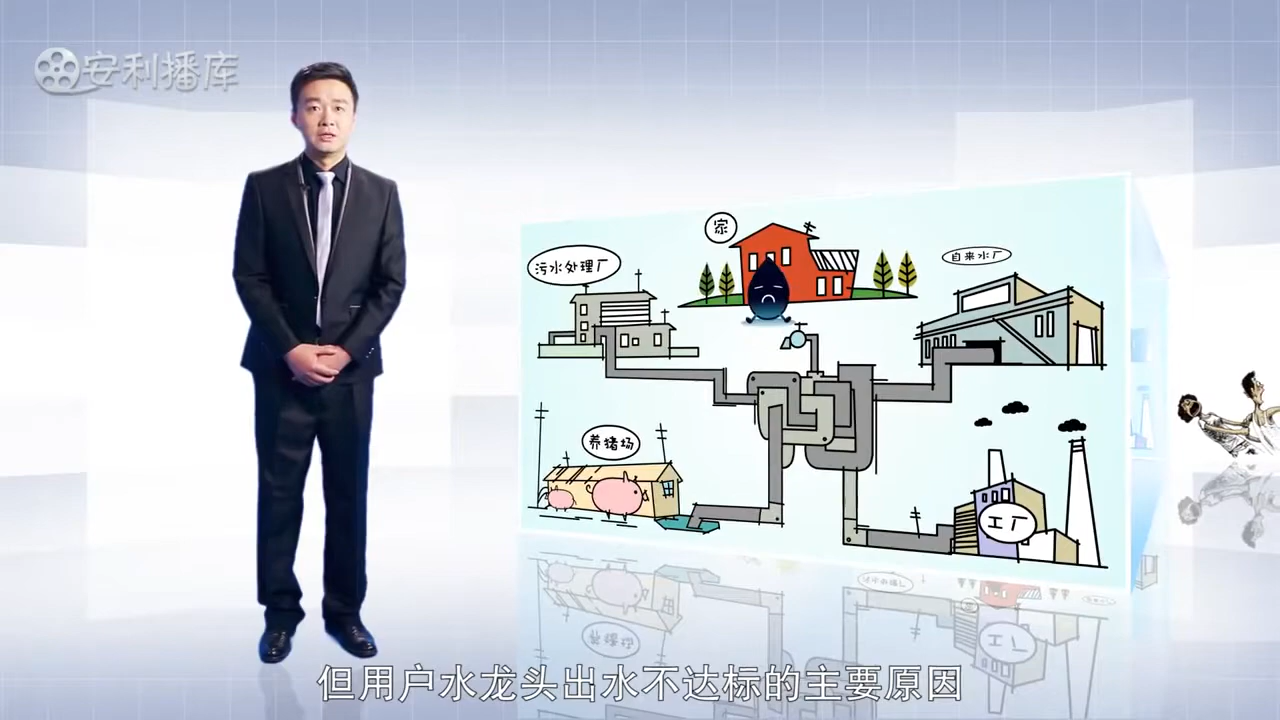 安利播库
家
污水处理厂
自来水厂
养猪场
工厂
但用户水龙头出水不达标的主要原因